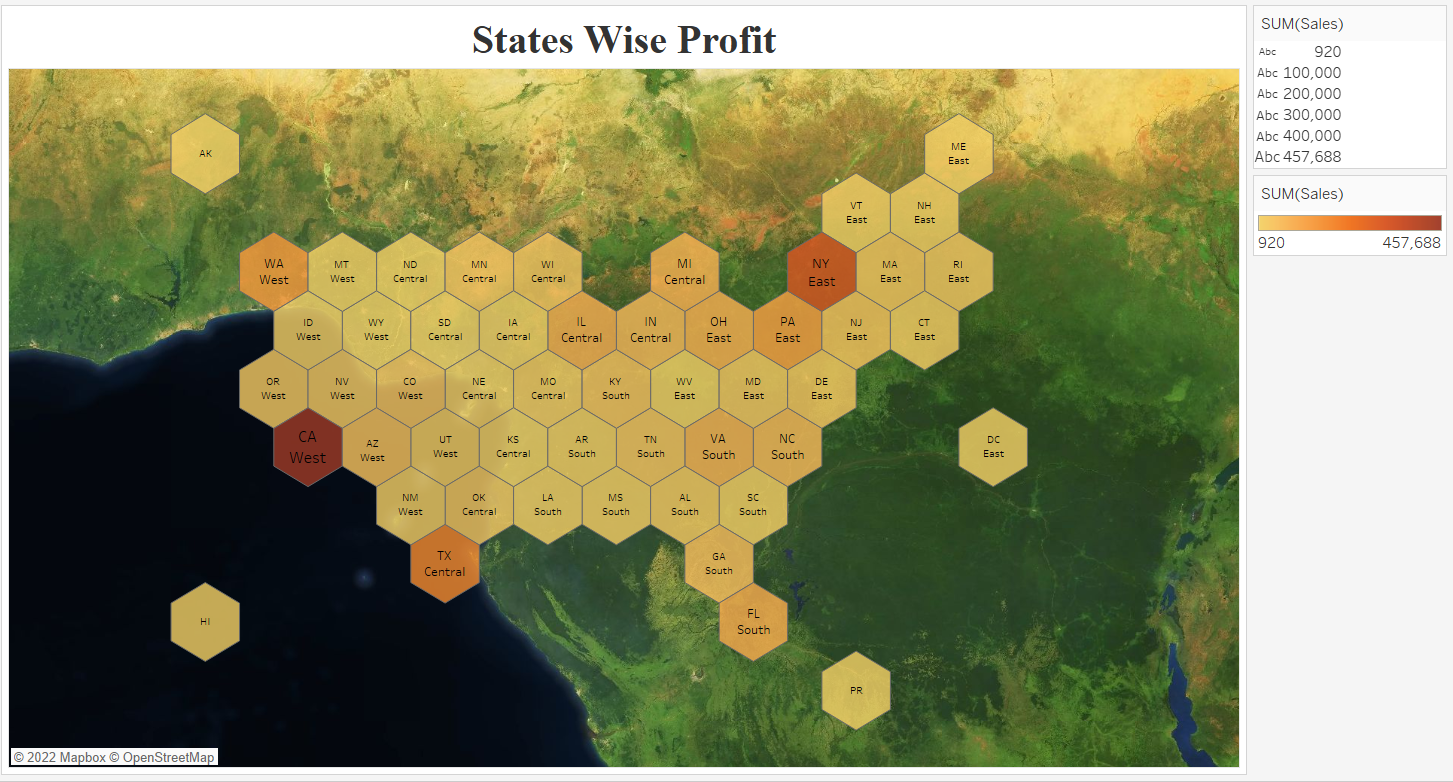 States Wise Profit
AK
ME
East
VT
East
NH
East
WA
West
MT
West
ND
Central
MN
Central
WI
Central
MI
Central
NY
East
MA
East
RI
East
ID
West
WY
West
SD
Central
IA
Central
IL
Central
IN
Central
OH
East
PA
East
NJ
East
CT
East
OR
West
NV
West
CO
West
NE
Central
MO
Central
KY
South
WV
East
MD
East
DE
East
CA
West
AZ
West
UT
West
KS
Central
AR
South
TN
South
VA
South
NC
South
DC
East
NM
West
OK
Central
LA
South
MS
South
AL
South
SC
South
TX
Central
GA
South
HI
FL
South
PR
© 2022 Mapbox © OpenStreetMap
SUM(Sales)
Abc 920
Abc 100,000
Abc 200,000
Abc 300,000
Abc 400,000
Abc 457,688
SUM(Sales)
920 457,688